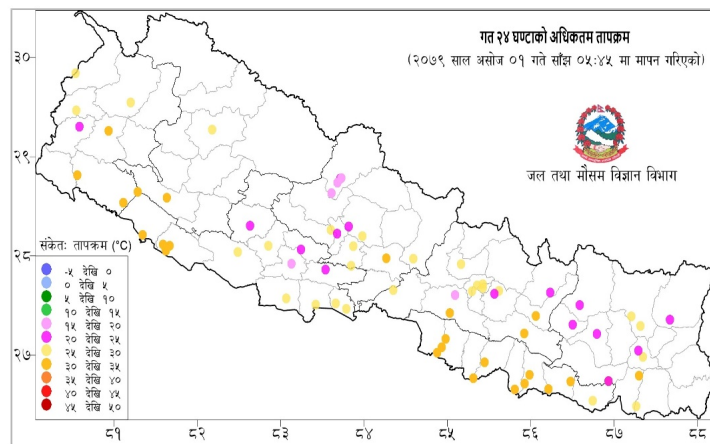 गत २४ घण्टाको अधिकतम तापक्रम
(२०७९ साल असोज ०१ गते साँझ ०५:४५ मा मापन गरिएको)
जल तथा मौसम विज्ञान विभाग
३०
२९
२८
२७
संकेतः तापक्रम (°C)
-५ देखि ०
० देखि ५
५ देखि १०
१० देखि १५
१५ देखि २०
२० देखि २५
२५ देखि ३०
३० देखि ३५
३५ देखि ४०
४० देखि ४५
४५ देखि ५०
८१ ८२ ८३ ८४ ८५ ८६ ८७ ८८